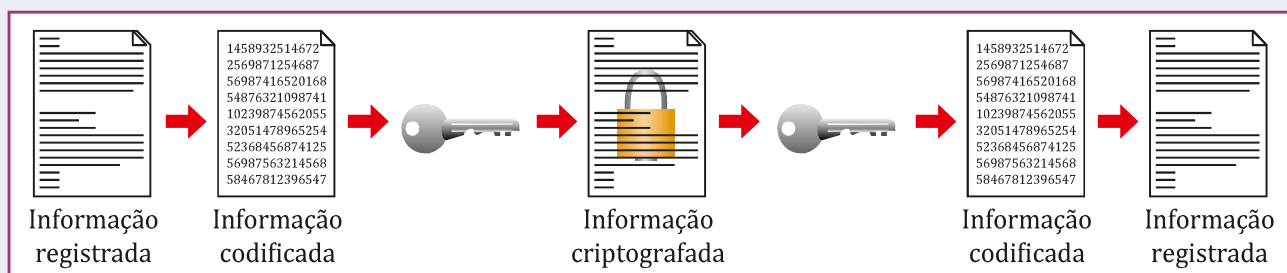 1458932514672
2569871254687
56987416520168
54876321098741
10239874562055
32051478965254
52368456874125
56987563214568
58467812396547
1458932514672
2569871254687
56987416520168
54876321098741
10239874562055
32051478965254
52368456874125
56987563214568
58467812396547
Informação
registrada
Informação
codificada
Informação
criptografada
Informação
codificada
Informação
registrada